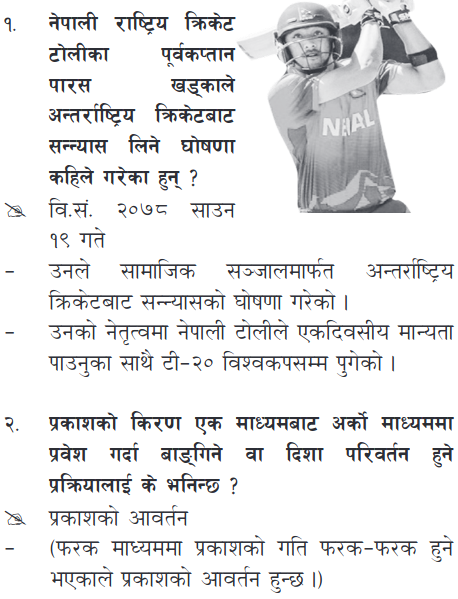 १. नेपाली राष्ट्रिय क्रिकेट
टोलीका पूर्वकप्तान
पारस खड्काले
अन्तर्राष्ट्रिय क्रिकेटबाट
सन्न्यास लिने घोषणा
कहिले गरेका हुन् ?
NEPAL
वि.सं. २०७८ साउन
१९ गते
- उनले सामाजिक सञ्जालमार्फत अन्तर्राष्ट्रिय
क्रिकेटबाट सन्न्यासको घोषणा गरेको ।
- उनको नेतृत्वमा नेपाली टोलीले एकदिवसीय मान्यता
पाउनुका साथै टी-२० विश्वकपसम्म पुगेको ।
२. प्रकाशको किरण एक माध्यमबाट अर्को माध्यममा
प्रवेश गर्दा बाङ्गिने वा दिशा परिवर्तन हुने
प्रक्रियालाई के भनिन्छ ?
प्रकाशको आवर्तन
- (फरक माध्यममा प्रकाशको गति फरक-फरक हुने
भएकाले प्रकाशको आवर्तन हुन्छ ।)